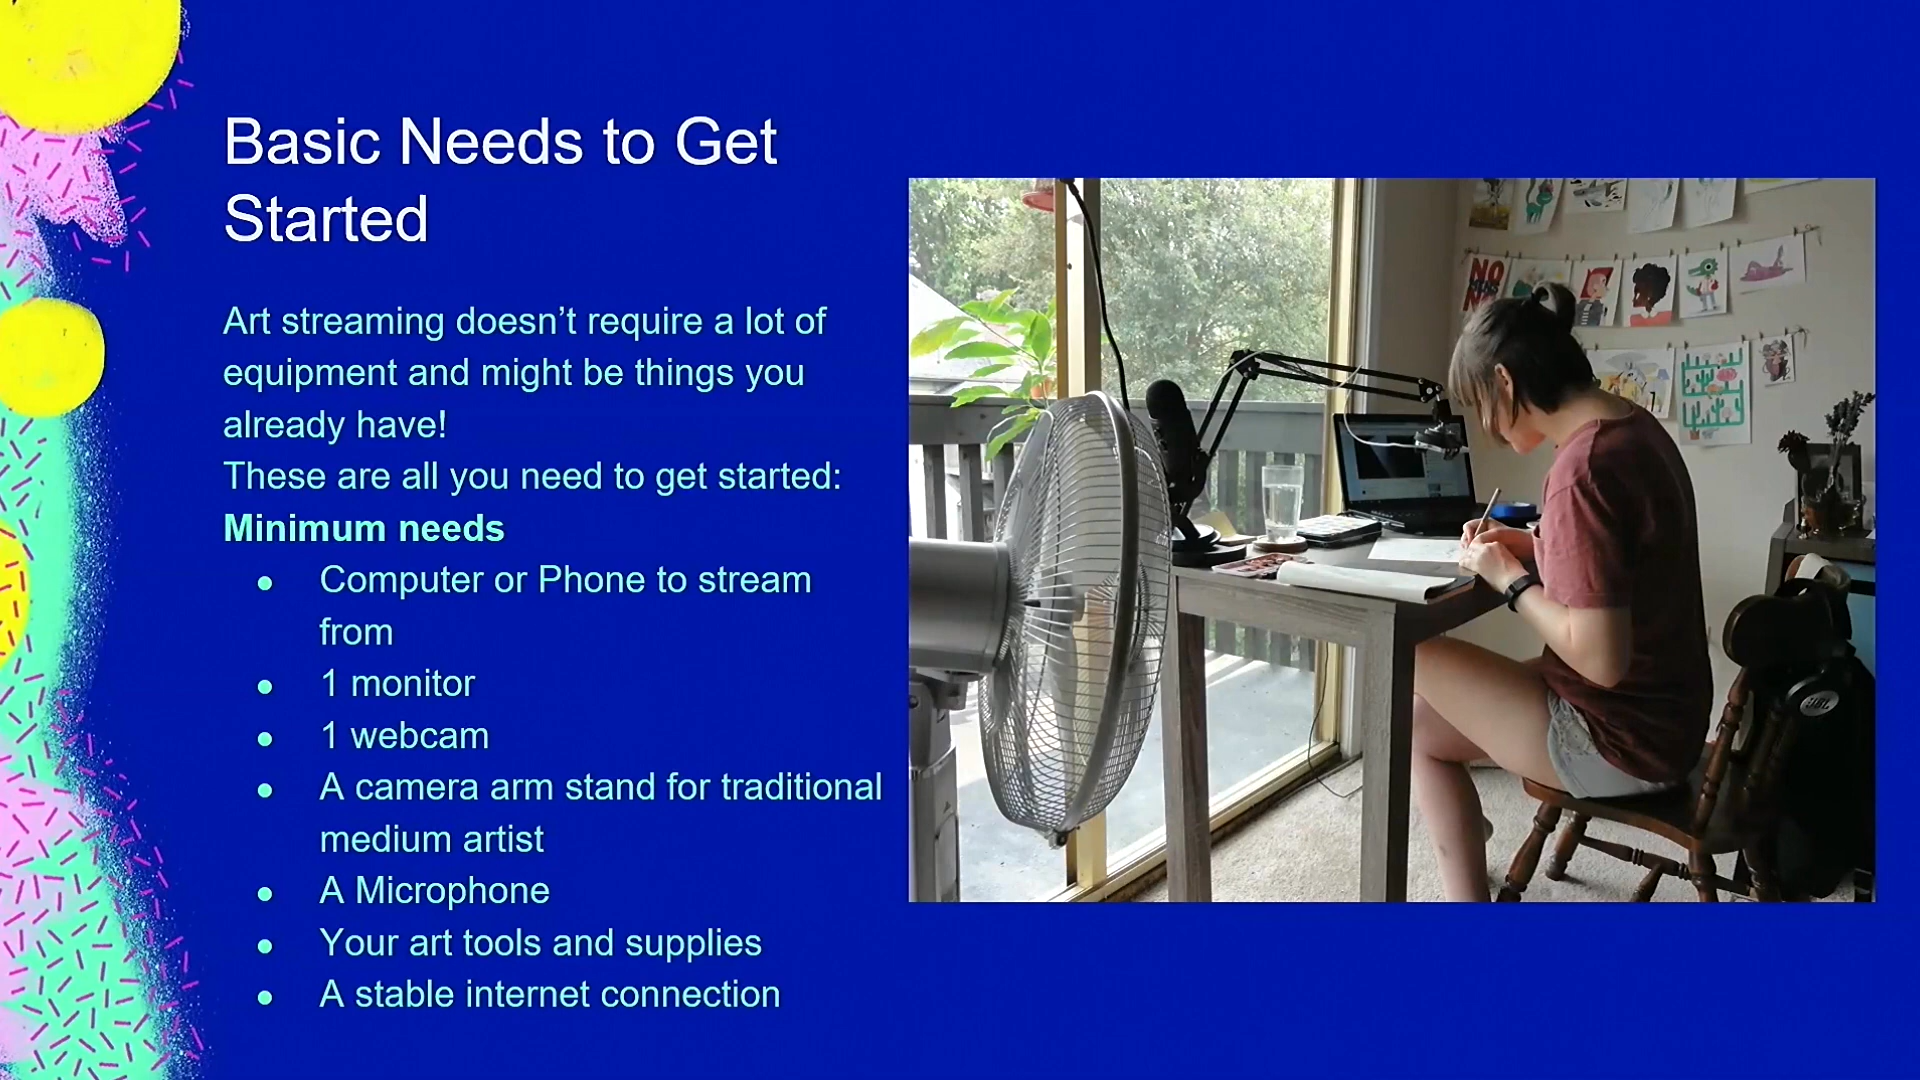 Basic Needs to Get
Started
Art streaming doesn’t require a lot of
equipment and might be things you
already have!
These are all you need to get started:
Minimum needs
● Computer or Phone to stream
from
● 1 monitor
● 1 webcam
● A camera arm stand for traditional
medium artist
● A Microphone
● Your art tools and supplies
● A stable internet connection
NO
JBL